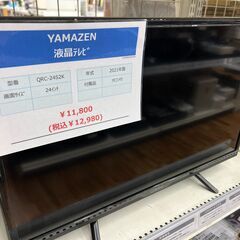 YAMAZEN
液晶テレビ
型番 QRC-24S2K 年式 2021年製
画面サイズ 24インチ 付属品 リモコン
￥11,800
(税込￥12,980)